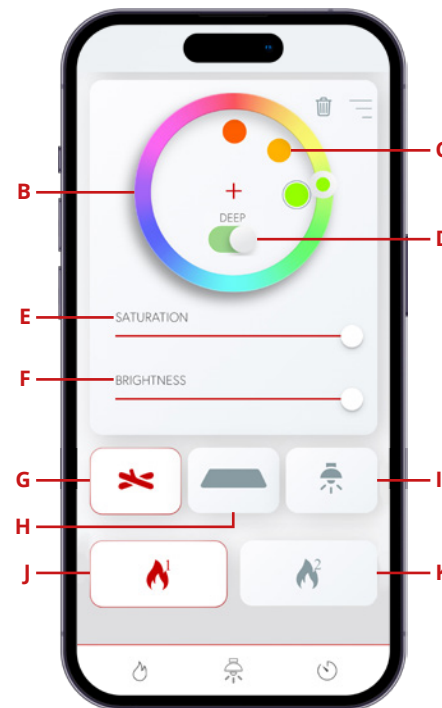 C
B
DEEP
D
E SATURATION
F BRIGHTNESS
G I
H
J 1 2 K